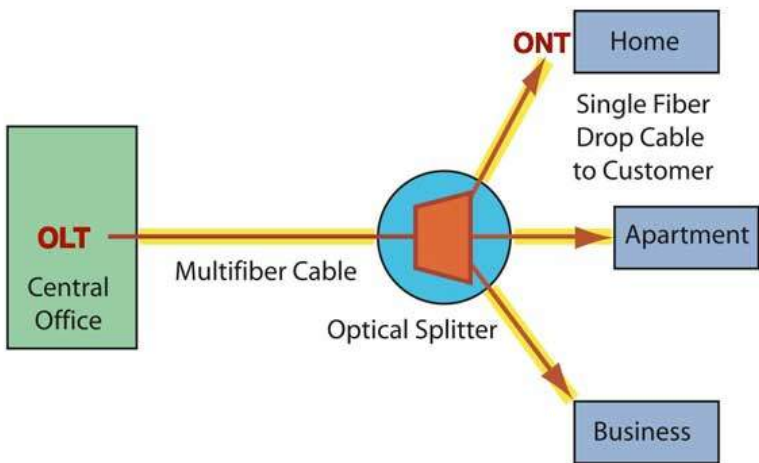 ONT
Home
Single Fiber
Drop Cable
to Customer
OLT
Central
Office
Multifiber Cable
Optical Splitter
Apartment
Business